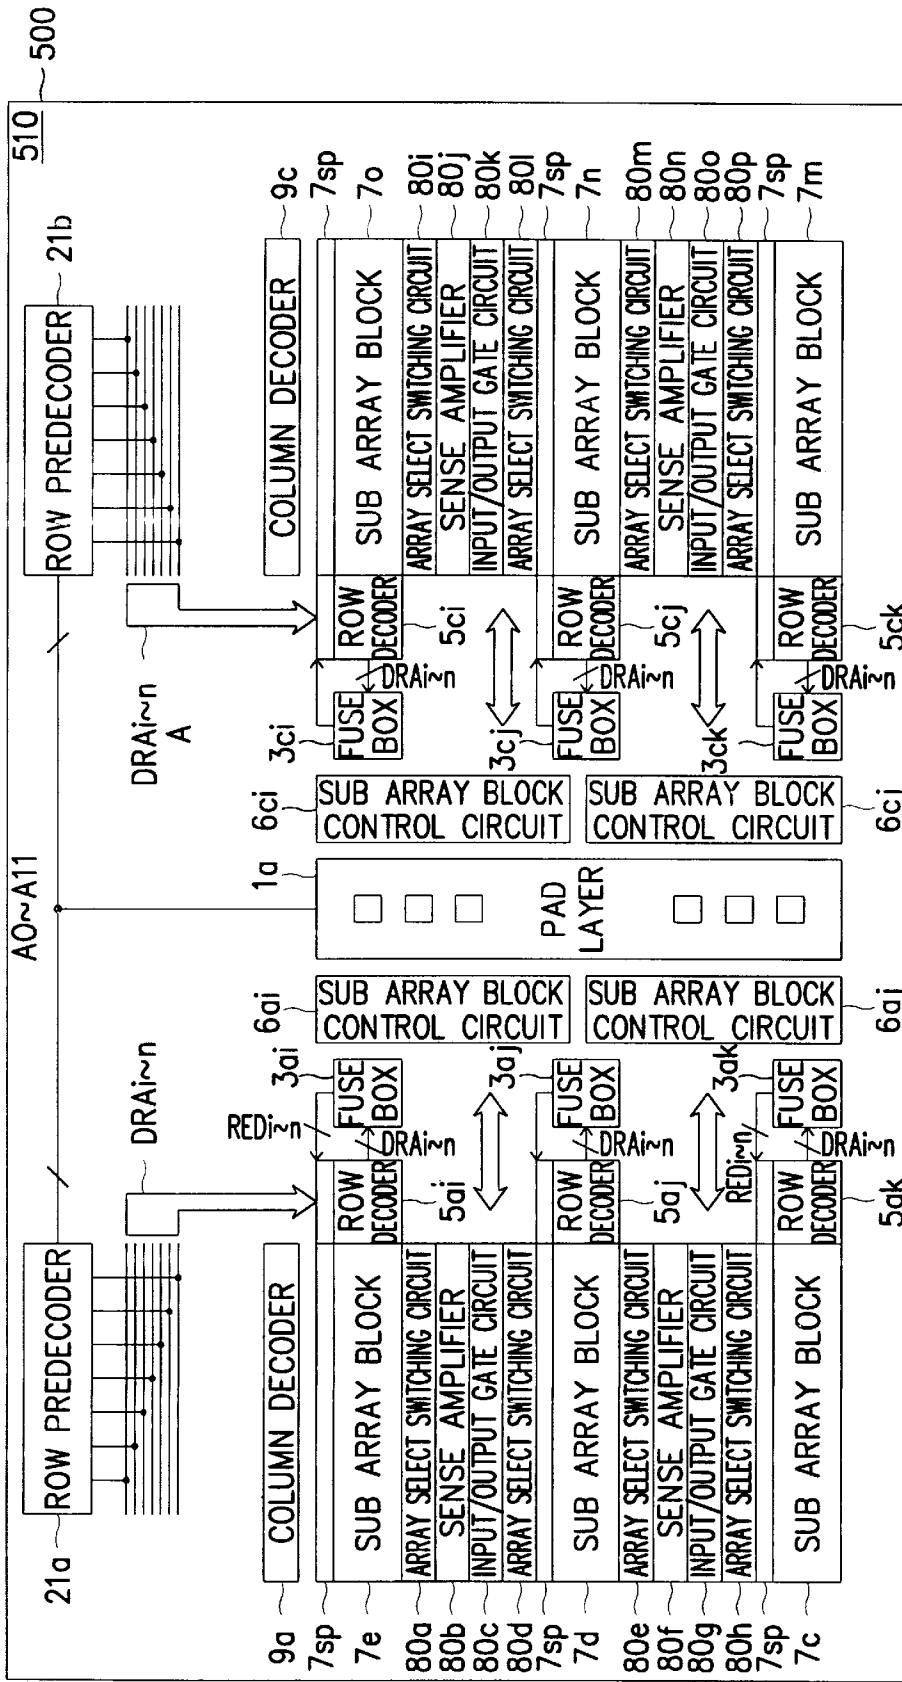 500
510
A0~A11
21a
ROW PREDECODER
ROW PREDECODER
21b
DRAi~n
DRAi~n
A
9a
COLUMN DECODER
COLUMN DECODER
9c
7sp
7e
SUB ARRAY BLOCK
80a
ARRAY SELECT SWITCHING CIRCUIT
80b
SENSE AMPLIFIER
80c
INPUT/OUTPUT GATE CIRCUIT
80d
ARRAY SELECT SWITCHING CIRCUIT
7sp
7d
SUB ARRAY BLOCK
80e
ARRAY SELECT SWITCHING CIRCUIT
80f
SENSE AMPLIFIER
80g
INPUT/OUTPUT GATE CIRCUIT
80h
ARRAY SELECT SWITCHING CIRCUIT
7sp
7c
SUB ARRAY BLOCK
ROW
DECODER
5ai
REDi~n
DRAi~n
3ai
FUSE
BOX
ROW
DECODER
5aj
DRAi~n
3aj
FUSE
BOX
ROW
DECODER
5ak
REDi~n
DRAi~n
3ak
FUSE
BOX
6ai
SUB ARRAY BLOCK
CONTROL CIRCUIT
SUB ARRAY BLOCK
CONTROL CIRCUIT
6aj
1a
PAD
LAYER
6ci
SUB ARRAY BLOCK
CONTROL CIRCUIT
SUB ARRAY BLOCK
CONTROL CIRCUIT
6cj
3ci
FUSE
BOX
DRAi~n
ROW
DECODER
5ci
3cj
FUSE
BOX
DRAi~n
ROW
DECODER
5cj
3ck
FUSE
BOX
DRAi~n
ROW
DECODER
5ck
7sp
SUB ARRAY BLOCK
7o
ARRAY SELECT SWITCHING CIRCUIT
80i
SENSE AMPLIFIER
80j
INPUT/OUTPUT GATE CIRCUIT
80k
ARRAY SELECT SWITCHING CIRCUIT
80l
7sp
SUB ARRAY BLOCK
7n
ARRAY SELECT SWITCHING CIRCUIT
80m
SENSE AMPLIFIER
80n
INPUT/OUTPUT GATE CIRCUIT
80o
ARRAY SELECT SWITCHING CIRCUIT
80p
7sp
SUB ARRAY BLOCK
7m